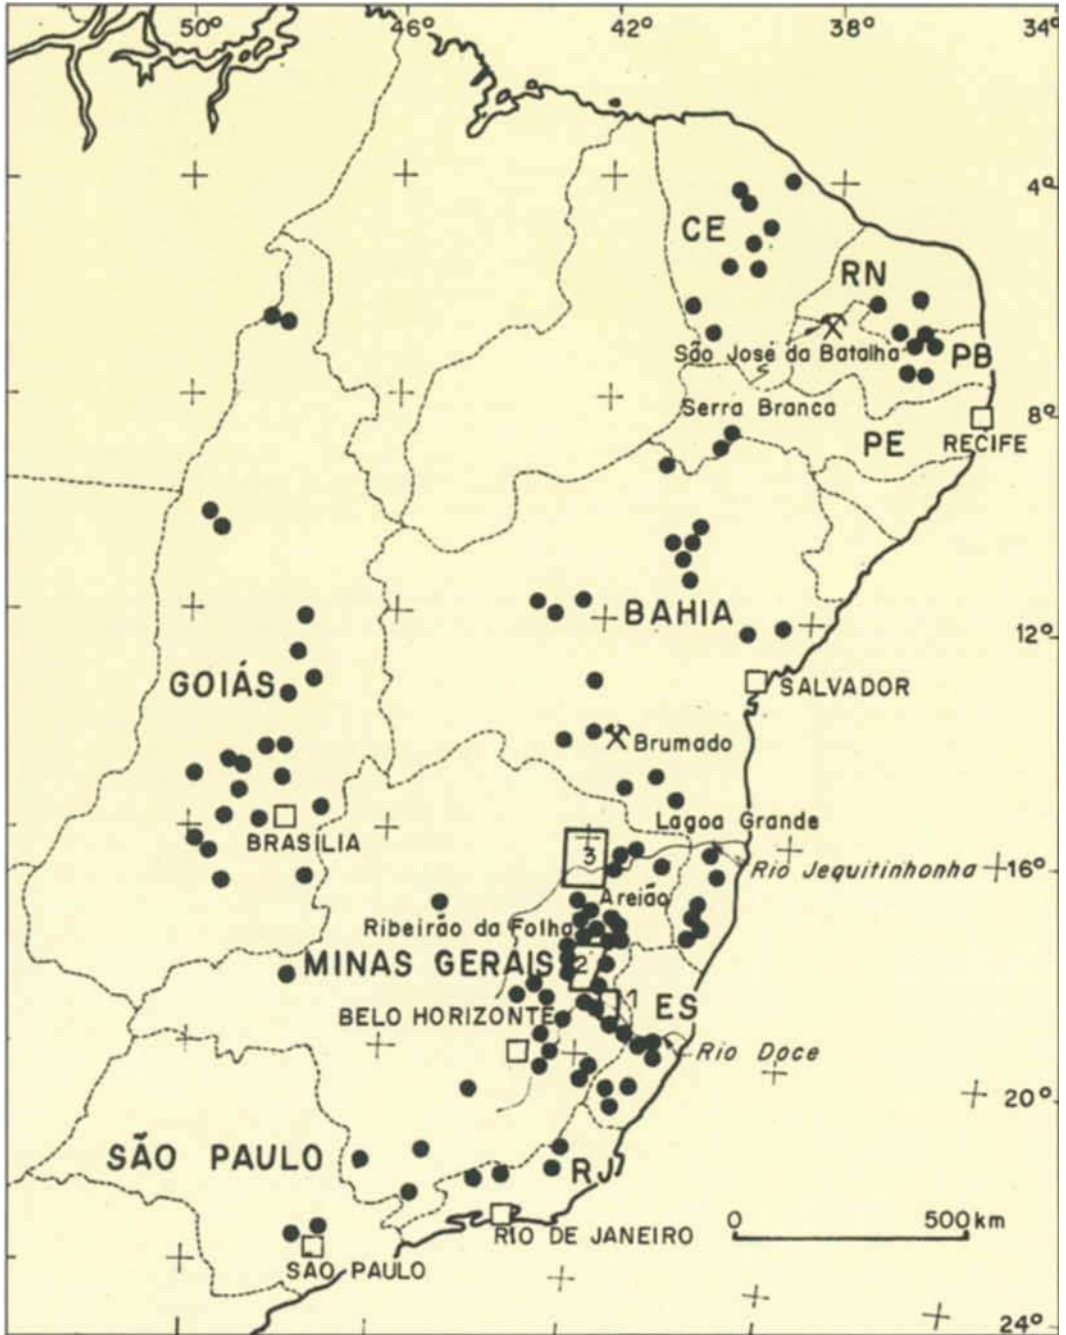 50° 46° 42° 38° 34°
4°
CE
RN
São José da Batalha
PB
Serra Branca
8°
PE
RECIFE
BAHIA
12°
GOIÁS
SALVADOR
Brumado
Lagoa Grande
BRASILIA
3
Rio Jequitinhonha
16°
Areião
Ribeirão da Folha
MINAS GERAIS
2
1
ES
BELO HORIZONTE
Rio Doce
20°
SÃO PAULO
RJ
0 500 km
RIO DE JANEIRO
SÃO PAULO
24°